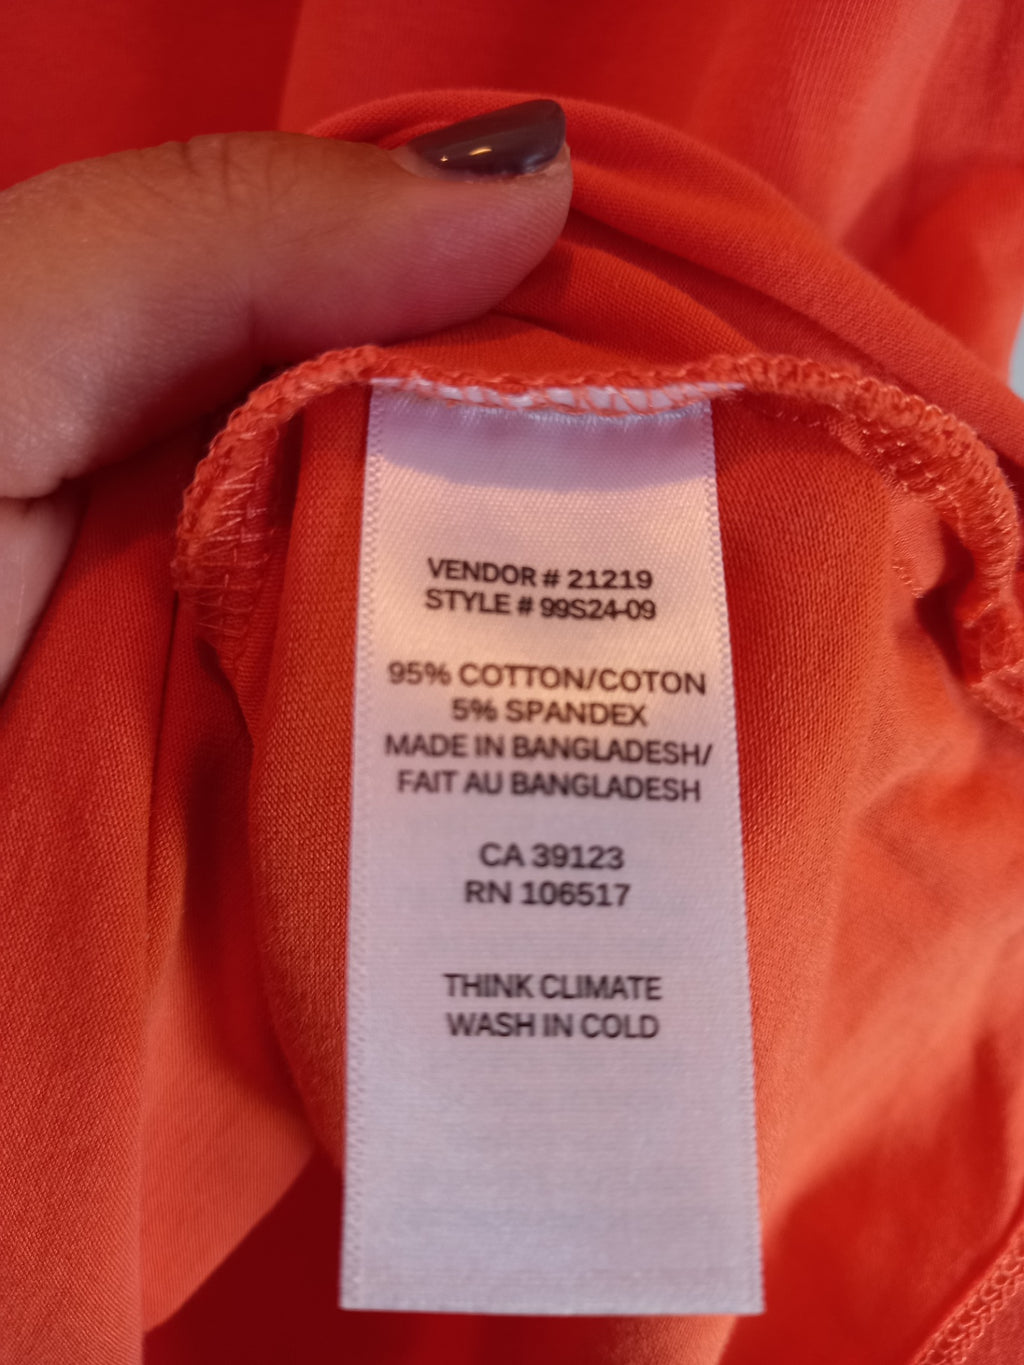 VENDOR # 21219
STYLE # 99S24-09
95% COTTON/COTON
5% SPANDEX
MADE IN BANGLADESH/
FAIT AU BANGLADESH
CA 39123
RN 106517
THINK CLIMATE
WASH IN COLD